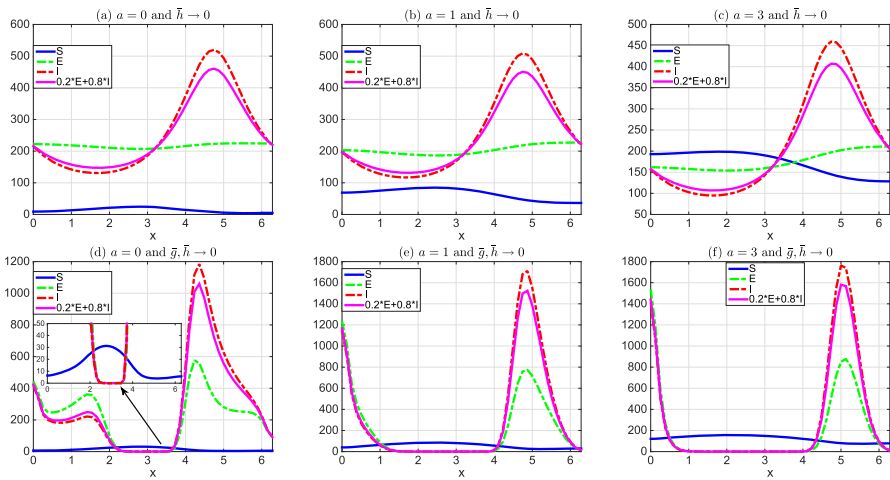 (a) a = 0 and h̄ → 0
600
500
400
300
200
100
0
S
E
I
0.2*E+0.8*I
0 1 2 3 4 5 6
x
(b) a = 1 and h̄ → 0
600
500
400
300
200
100
0
S
E
I
0.2*E+0.8*I
0 1 2 3 4 5 6
x
(c) a = 3 and h̄ → 0
500
450
400
350
300
250
200
150
100
50
S
E
I
0.2*E+0.8*I
0 1 2 3 4 5 6
x
(d) a = 0 and ḡ, h̄ → 0
1200
1000
800
600
400
200
0
S
E
I
0.2*E+0.8*I
50
40
30
20
10
0
0 2 4 6
0 1 2 3 4 5 6
x
(e) a = 1 and ḡ, h̄ → 0
1800
1600
1400
1200
1000
800
600
400
200
0
S
E
I
0.2*E+0.8*I
0 1 2 3 4 5 6
x
(f) a = 3 and ḡ, h̄ → 0
1800
1600
1400
1200
1000
800
600
400
200
0
S
E
I
0.2*E+0.8*I
0 1 2 3 4 5 6
x